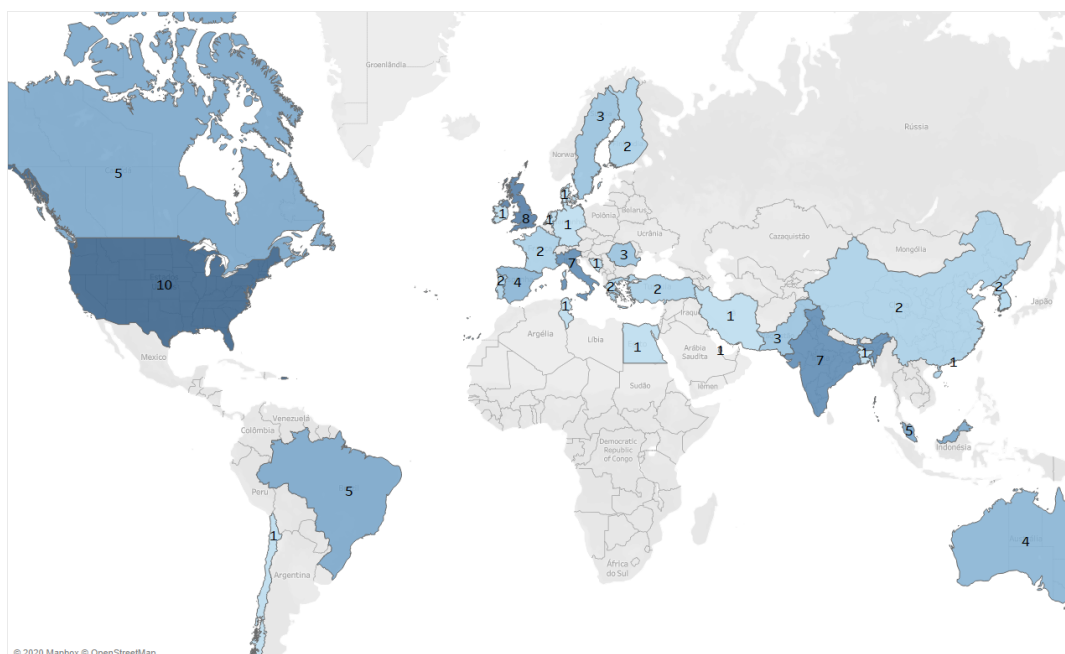 Groenlândia
5
10
Mexico
Venezuela
Colômbia
Peru
5
1
Argentina
3
2
Norwa
Rússia
1
1
8
1
1
Polônia
Belarus
Ucrânia
2
7
1
3
2
4
2
2
1
Argélia
Líbia
1
Iraque
Arábia
Saudita
1
Iêmen
Sudão
Democratic
Republic
of Congo
África
do Sul
Cazaquistão
Mongólia
1
3
7
1
2
2
Japão
1
5
Indonésia
4
© 2020 Mapbox © OpenStreetMap